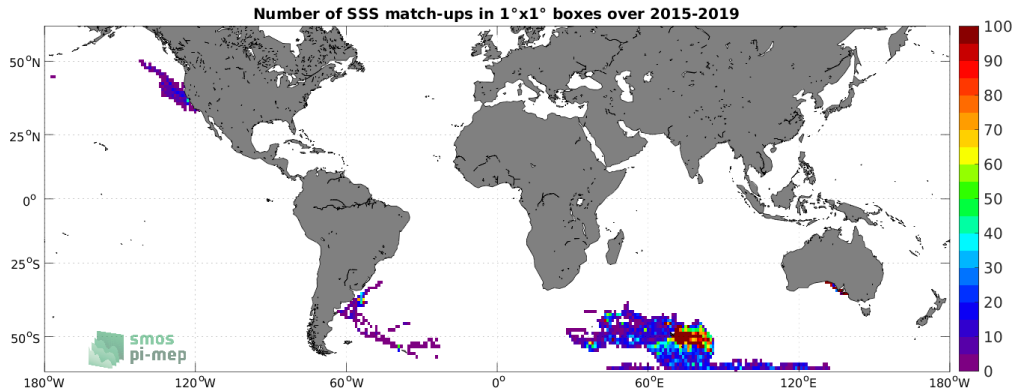 Number of SSS match-ups in 1°x1° boxes over 2015-2019
50°N
25°N
0°
25°S
50°S
180°W
120°W
60°W
0°
60°E
120°E
180°W
100
90
80
70
60
50
40
30
20
10
0
smos
pi-mep